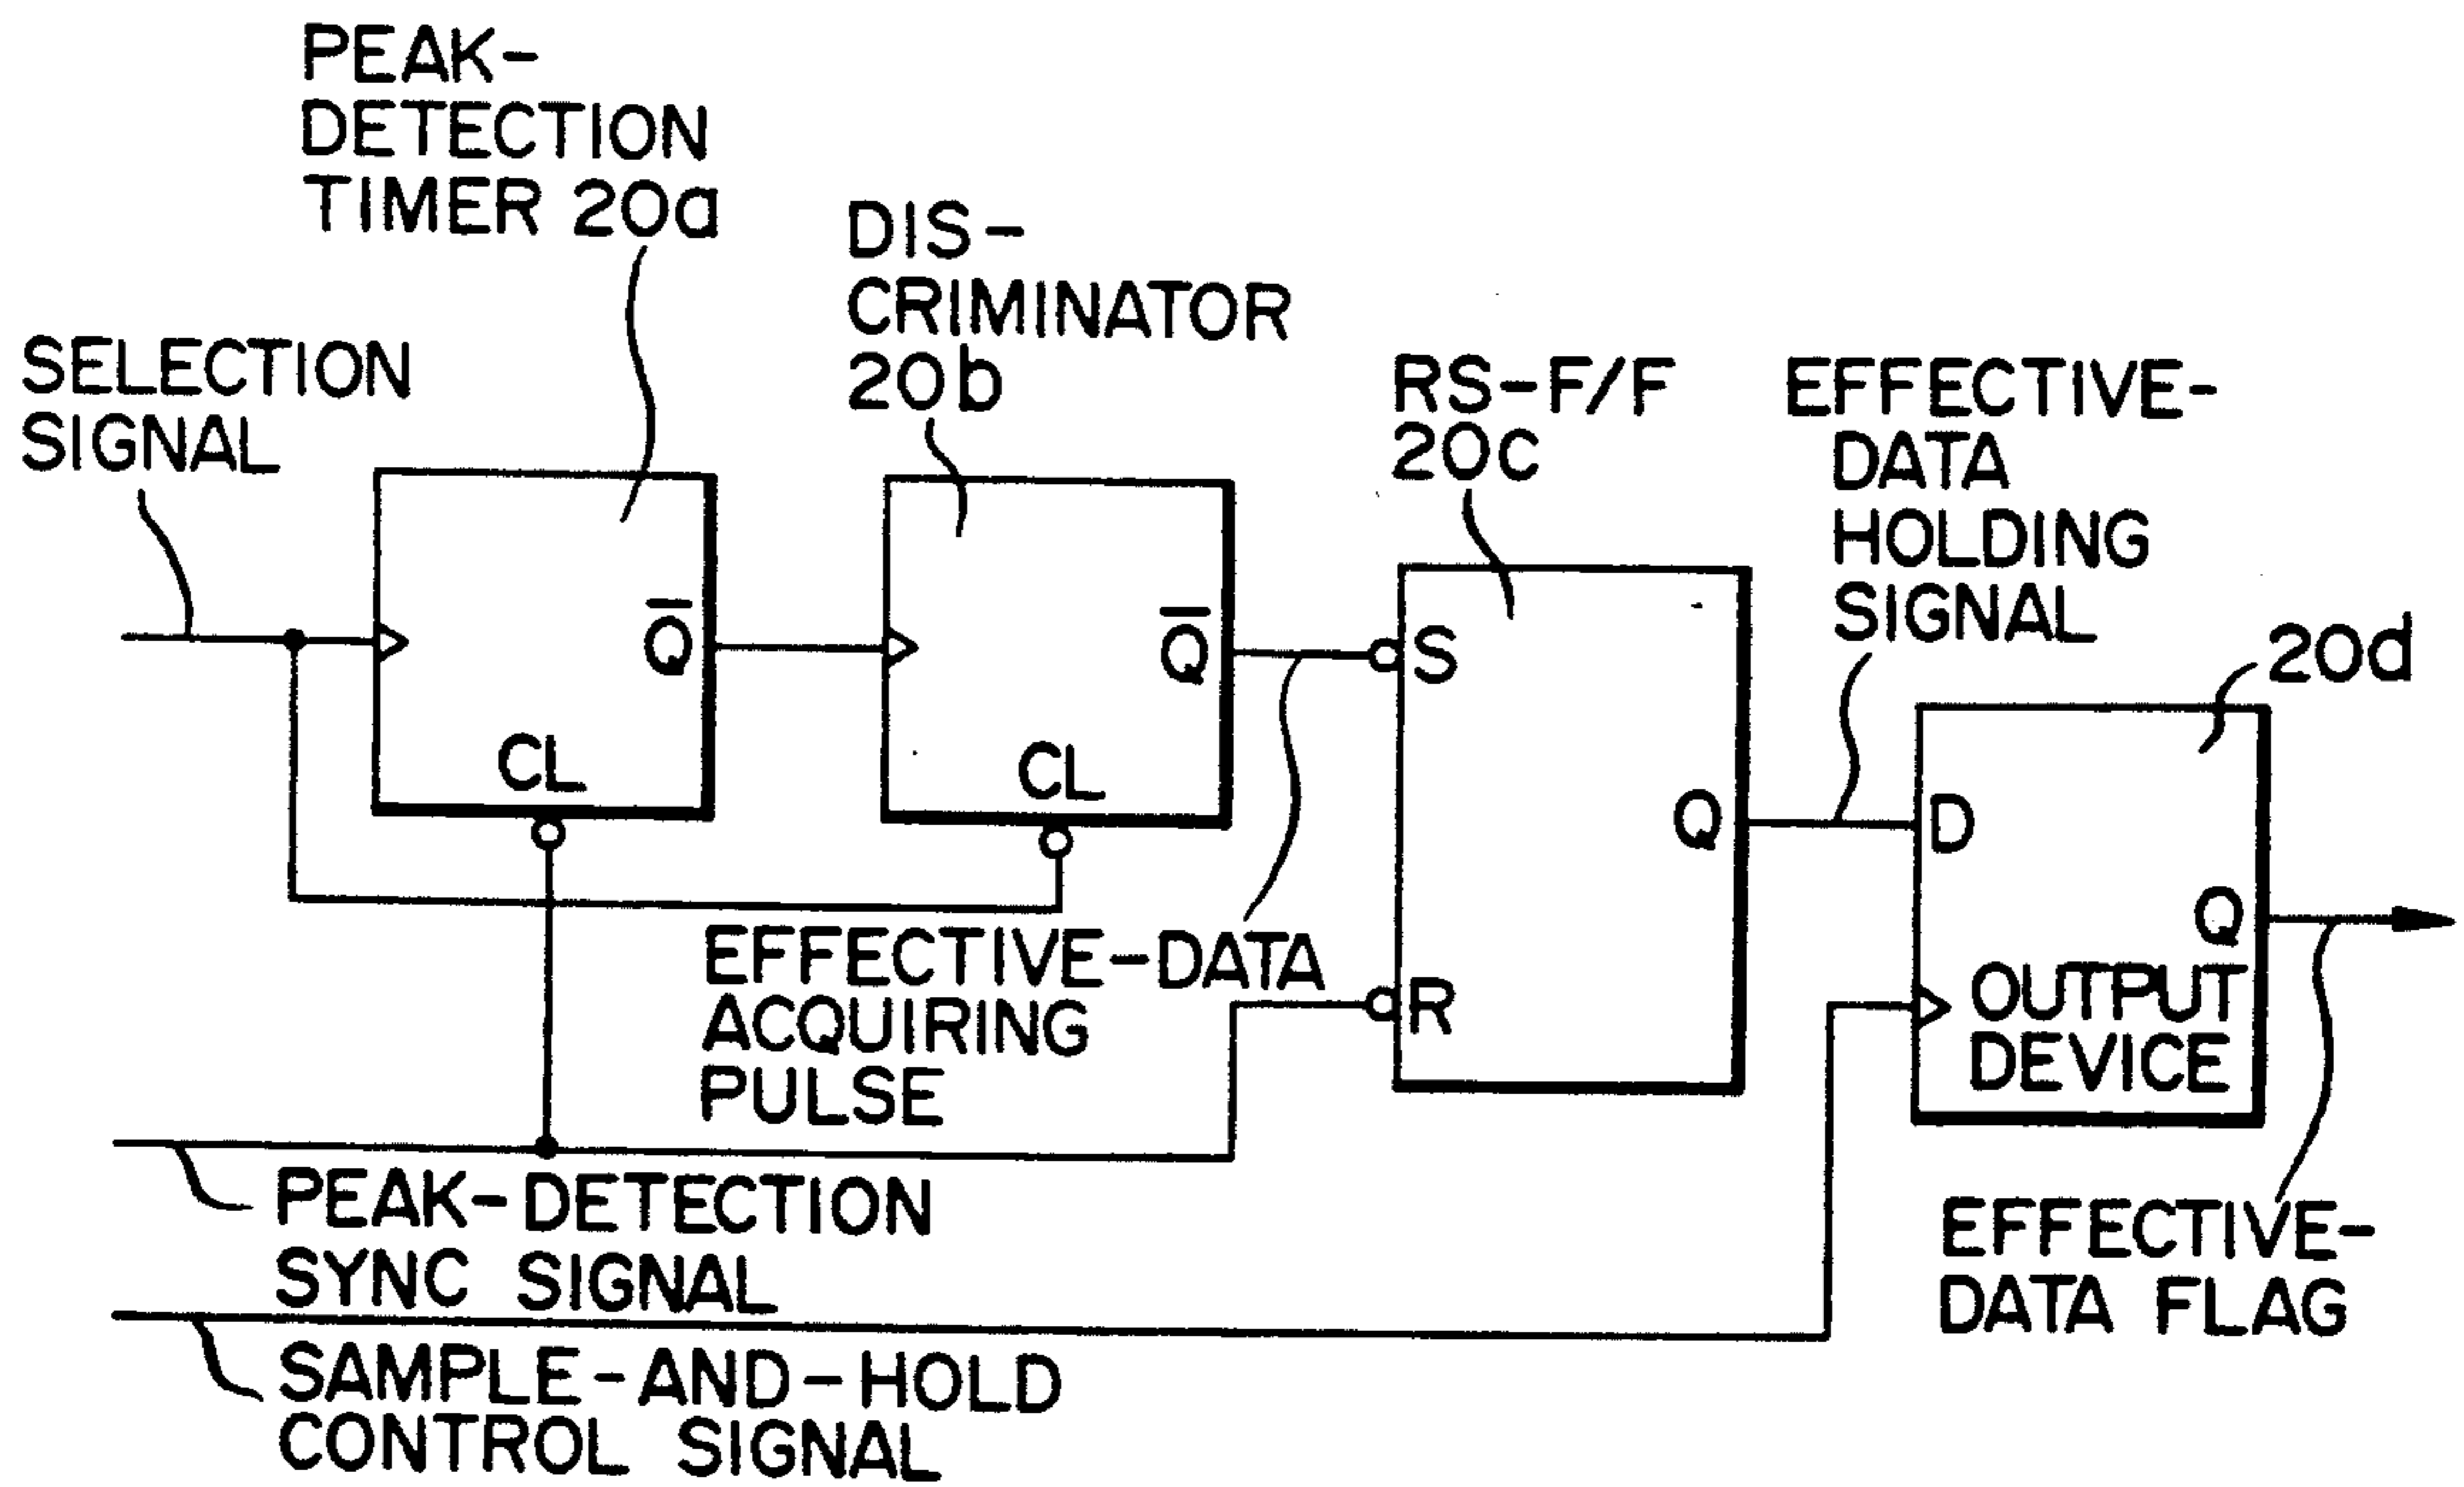 PEAK-
DETECTION
TIMER 20a
DIS-
CRIMINATOR
20b
SELECTION
SIGNAL
RS-F/F
20c
EFFECTIVE-
DATA
HOLDING
SIGNAL
20d
Q̅
CL
Q̅
CL
S
R
Q
D
Q
OUTPUT
DEVICE
EFFECTIVE-DATA
ACQUIRING
PULSE
PEAK-DETECTION
SYNC SIGNAL
EFFECTIVE-
DATA FLAG
SAMPLE-AND-HOLD
CONTROL SIGNAL